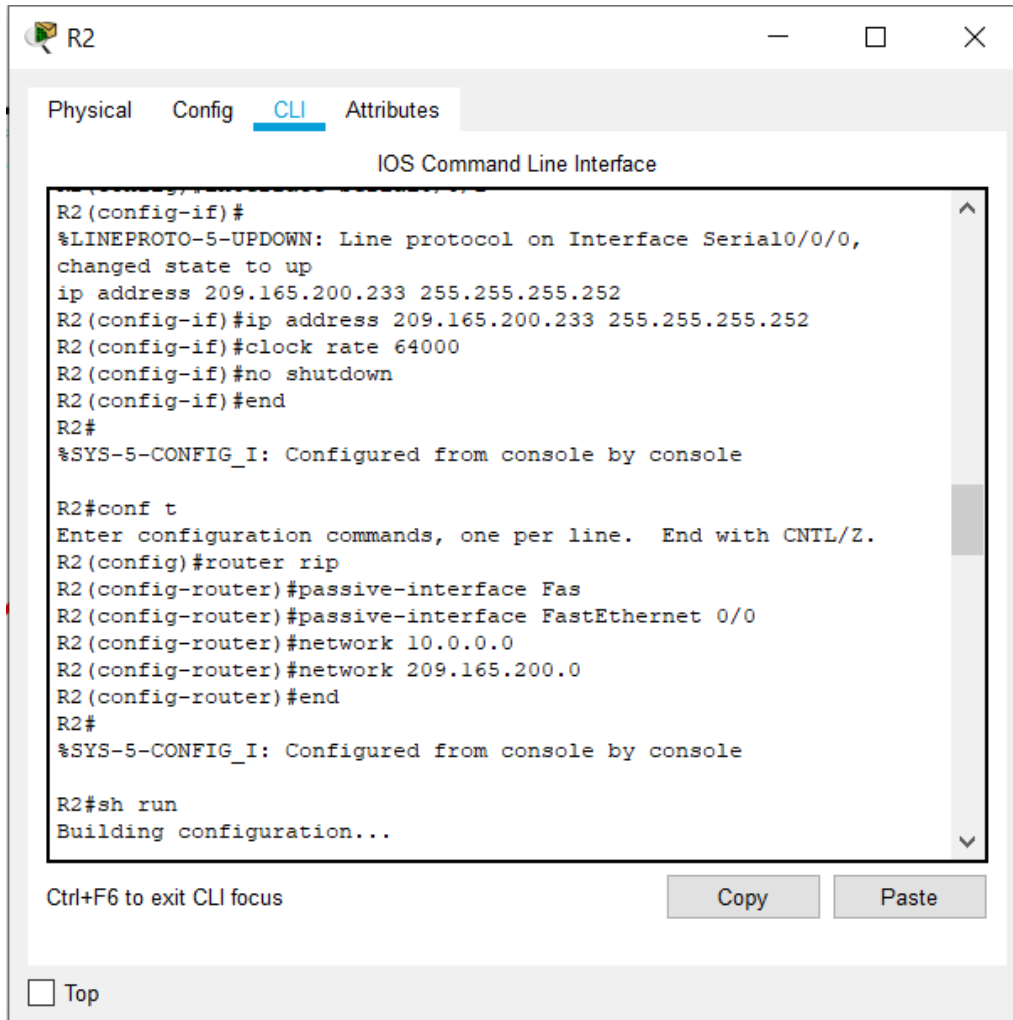 R2
Physical Config CLI Attributes
IOS Command Line Interface
R2(config-if)#
%LINEPROTO-5-UPDOWN: Line protocol on Interface Serial0/0/0,
changed state to up
ip address 209.165.200.233 255.255.255.252
R2(config-if)#ip address 209.165.200.233 255.255.255.252
R2(config-if)#clock rate 64000
R2(config-if)#no shutdown
R2(config-if)#end
R2#
%SYS-5-CONFIG_I: Configured from console by console
R2#conf t
Enter configuration commands, one per line.  End with CNTL/Z.
R2(config)#router rip
R2(config-router)#passive-interface Fas
R2(config-router)#passive-interface FastEthernet 0/0
R2(config-router)#network 10.0.0.0
R2(config-router)#network 209.165.200.0
R2(config-router)#end
R2#
%SYS-5-CONFIG_I: Configured from console by console
R2#sh run
Building configuration...
Ctrl+F6 to exit CLI focus
Copy
Paste
Top